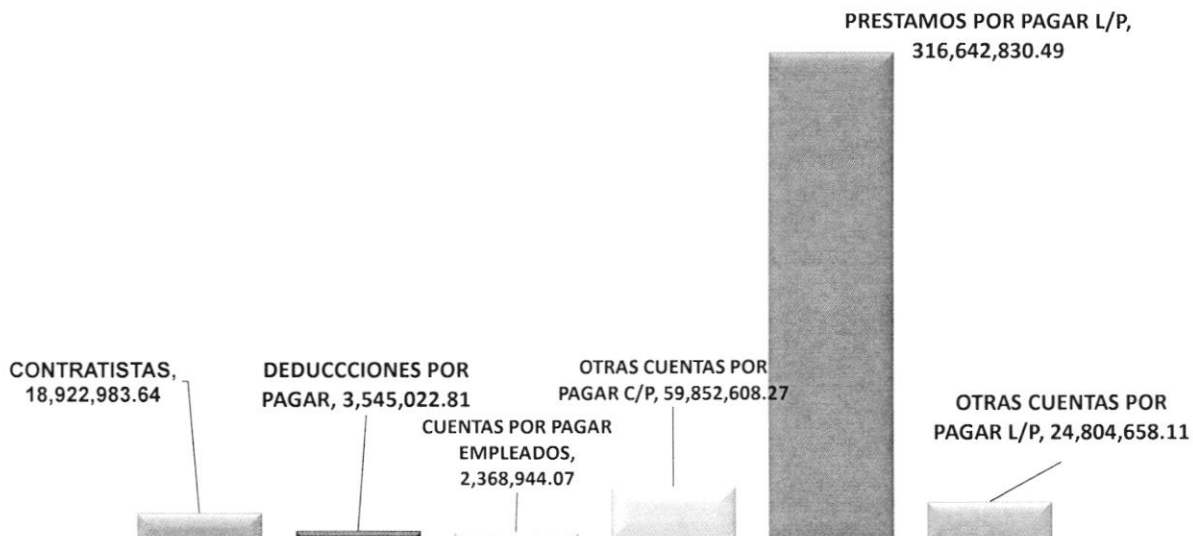 PRESTAMOS POR PAGAR L/P,
316,642,830.49
CONTRATISTAS,
18,922,983.64
DEDUCCCIONES POR
PAGAR, 3,545,022.81
CUENTAS POR PAGAR
EMPLEADOS,
2,368,944.07
OTRAS CUENTAS POR
PAGAR C/P, 59,852,608.27
OTRAS CUENTAS POR
PAGAR L/P, 24,804,658.11